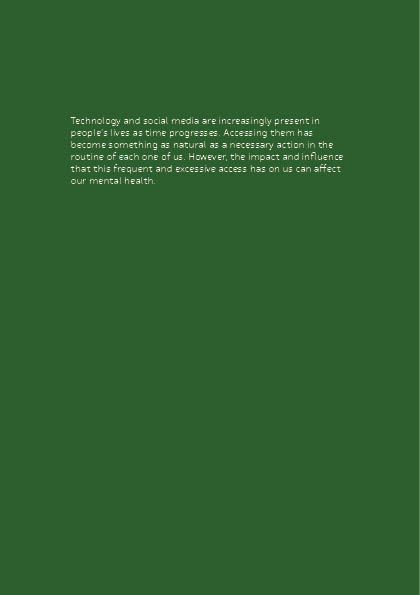 Technology and social media are increasingly present in
people's lives as time progresses. Accessing them has
become something as natural as a necessary action in the
routine of each one of us. However, the impact and influence
that this frequent and excessive access has on us can affect
our mental health.